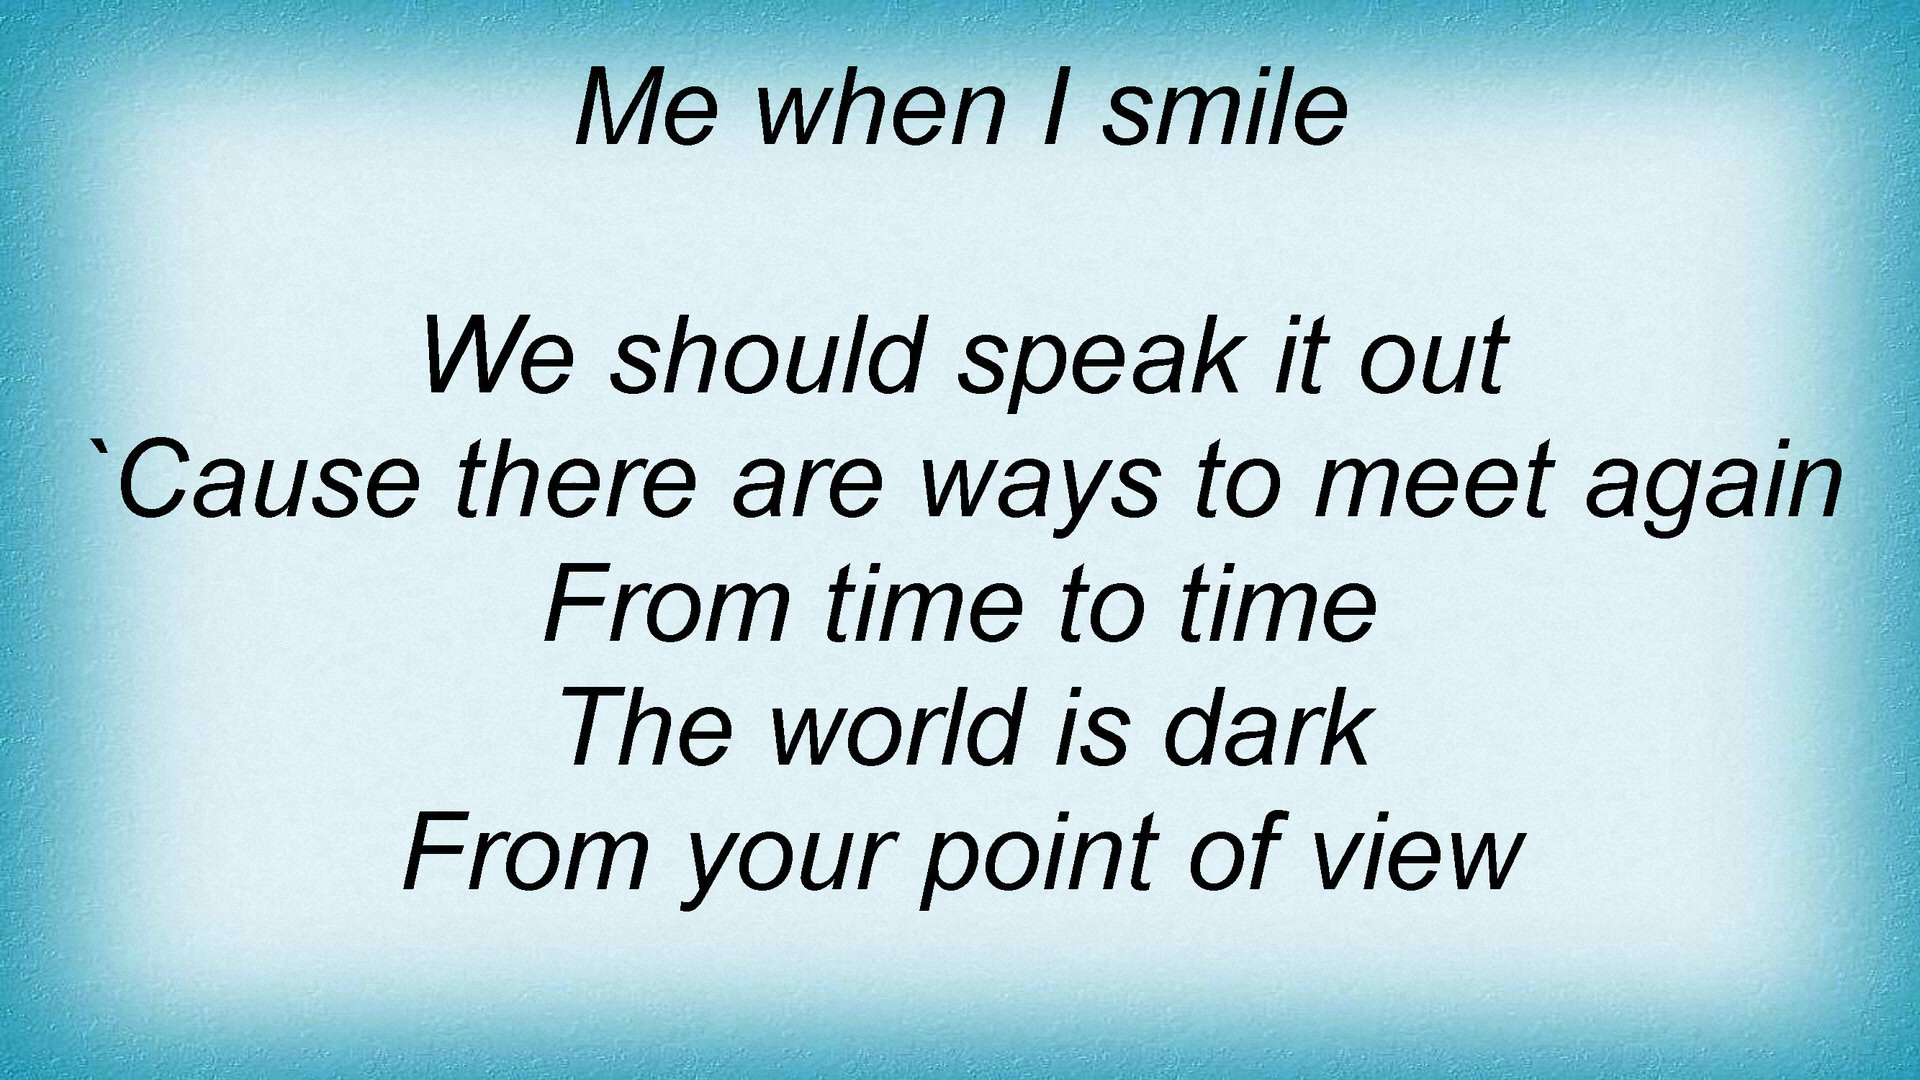 Me when I smile
We should speak it out
`Cause there are ways to meet again
From time to time
The world is dark
From your point of view